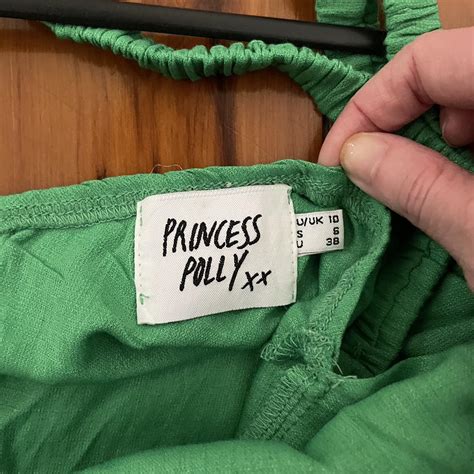 PRINCESS
POLLY xx
U/UK 10
S 6
U 38